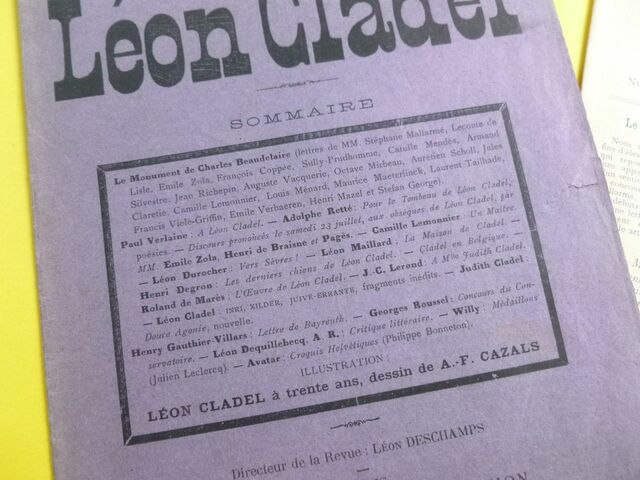 Léon Cladel
SOMMAIRE
Le Monument de Charles Beaudelaire (lettres de MM. Stéphane Mallarmé, Leconte de
Lisle, Emile Zola, François Coppée, Sully-Prudhomme, Catulle Mendès, Armand
Silvestre, Jean Richepin, Auguste Vacquerie, Octave Mirbeau, Aurélien Scholl, Jules
Claretie, Camille Lemonnier, Louis Ménard, Maurice Maeterlinck, Laurent Tailhade,
Francis Vielé-Griffin, Emile Verhaeren, Henri Mazel et Stefan George).
Paul Verlaine : A Léon Cladel. — Adolphe Retté : Pour le Tombeau de Léon Cladel,
poésies. — Discours prononcés le samedi 23 juillet, aux obsèques de Léon Cladel, par
MM. Emile Zola, Henri de Braisne et Pagès. — Camille Lemonnier : Un Maître.
— Léon Durocher : Vers Sèvres ! — Léon Maillard : La Maison de Cladel. —
Henri Degron : Les derniers chiens de Léon Cladel. — Cladel en Belgique. —
Roland de Marès : L'Œuvre de Léon Cladel. — J.-C. Lerond : A Mlle Judith Cladel.
— Léon Cladel : INRI, XILDER, JUIVE-ERRANTE, fragments inédits. — Judith Cladel :
Douce Agonie, nouvelle.
Henry Gauthier-Villars : Lettre de Bayreuth. — Georges Roussel : Concours du Con-
servatoire. — Léon Dequillebecq, A. R. : Critique littéraire. — Willy : Médaillons
(Julien Leclercq). — Avatar : Croquis Helvétiques (Philippe Bonneton).
ILLUSTRATION :
LÉON CLADEL à trente ans, dessin de A.-F. CAZALS
Directeur de la Revue : Léon DESCHAMPS